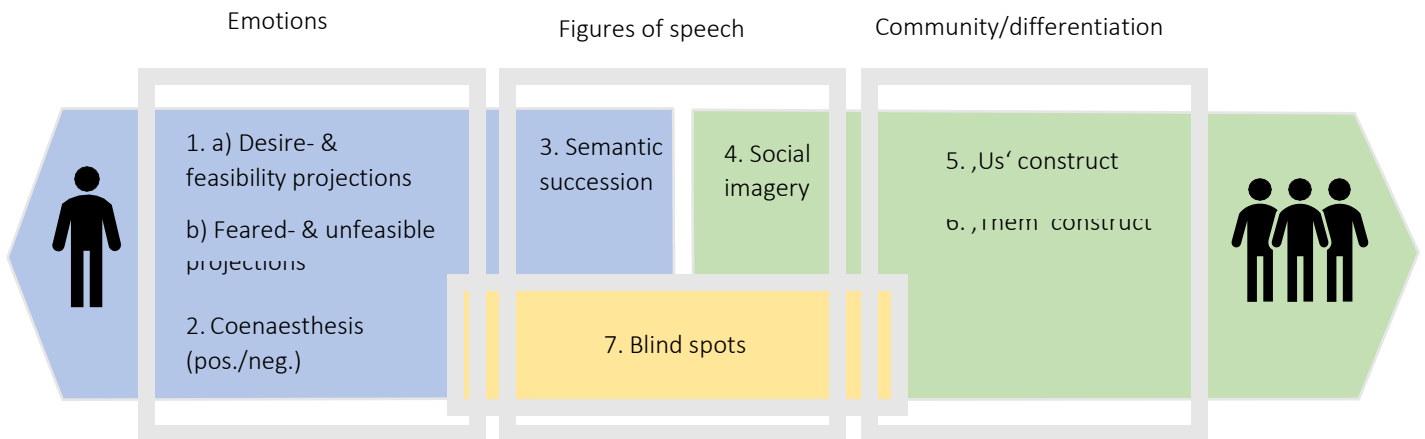 Emotions
Figures of speech
Community/differentiation
1. a) Desire- &
feasibility projections
b) Feared- & unfeasible
projections
2. Coenaesthesis
(pos./neg.)
3. Semantic
succession
4. Social
imagery
5. ‚Us‘ construct
6. ‚Them‘ construct
7. Blind spots